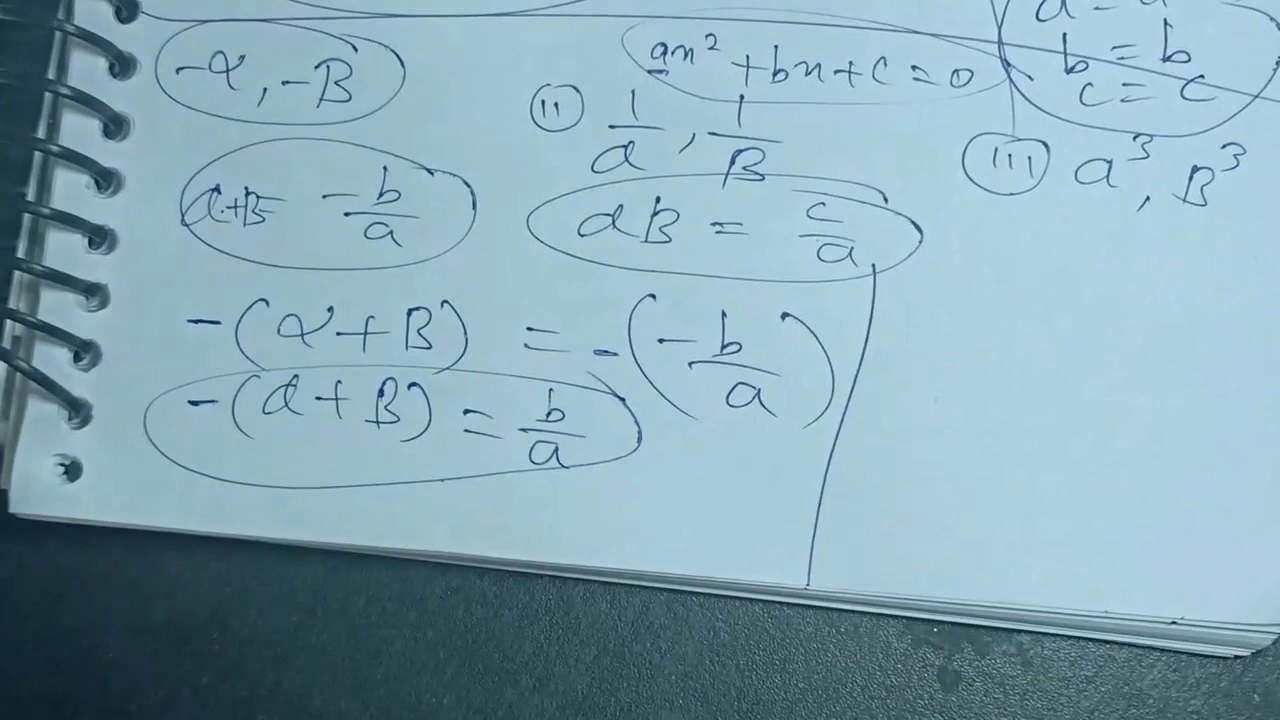 -α, -β
ax² + bx + c = 0
b = b
c = c
(ii) 1/α, 1/β
(iii) α³, β³
α+β = -b/a
αβ = c/a
-(α+β) = -(-b/a)
-(α+β) = b/a